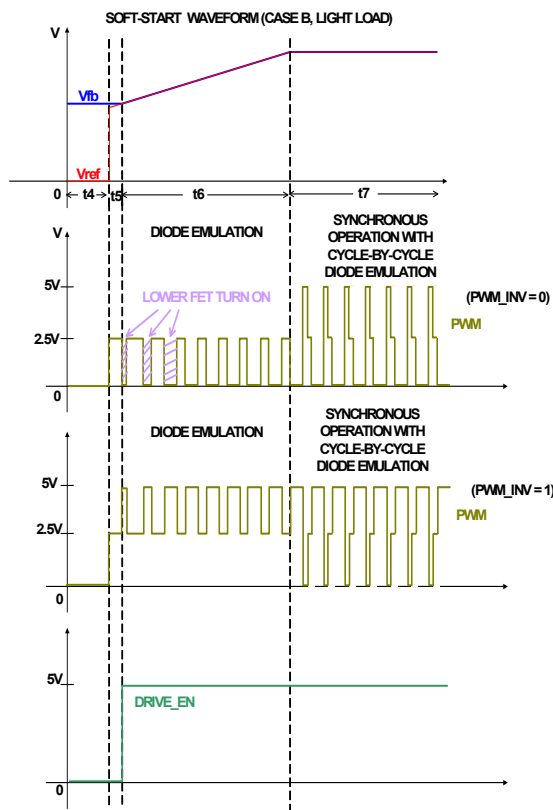 SOFT-START WAVEFORM (CASE B, LIGHT LOAD)
V
Vfb
Vref
0
t4
t5
t6
t7
V
DIODE EMULATION
SYNCHRONOUS
OPERATION WITH
CYCLE-BY-CYCLE
DIODE EMULATION
5V
LOWER FET TURN ON
(PWM_INV = 0)
PWM
2.5V
0
DIODE EMULATION
SYNCHRONOUS
OPERATION WITH
CYCLE-BY-CYCLE
DIODE EMULATION
5V
(PWM_INV = 1)
PWM
2.5V
0
5V
DRIVE_EN
0